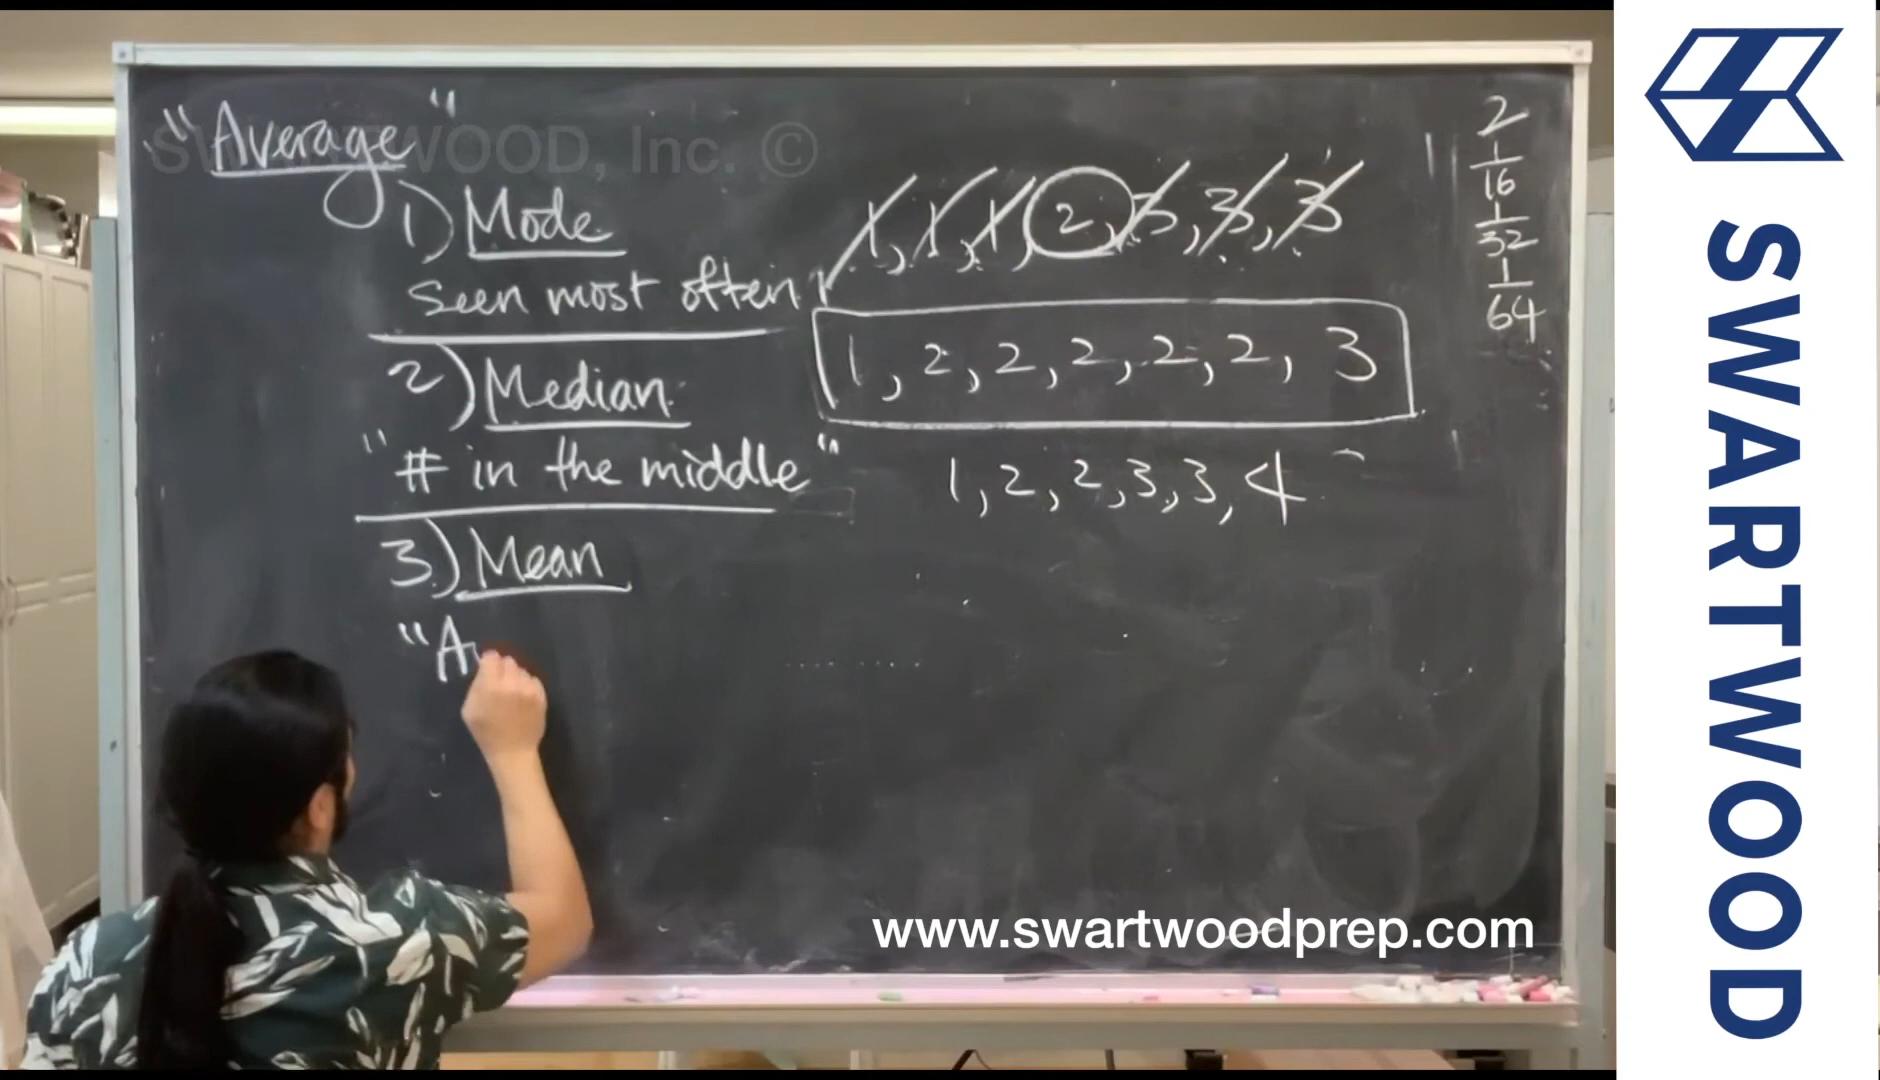 "Average"
SWARTWOOD, Inc. ©
1) Mode
seen most often
1, 1, 1, 2, 3, 3, 3
2) Median
1, 2, 2, 2, 2, 2, 3
"# in the middle"
1, 2, 2, 3, 3, 4
3.) Mean
"Av
2
1
16
1
32
1
64
www.swartwoodprep.com
SWARTWOOD